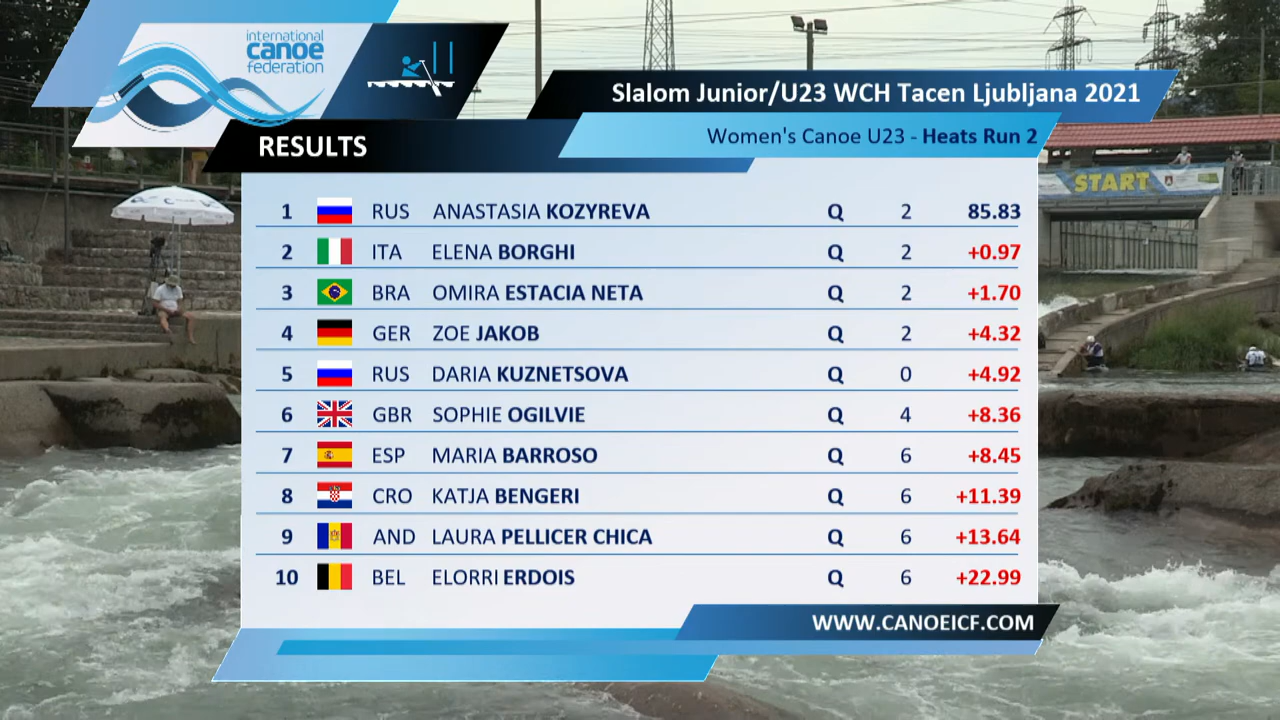 international
canoe
federation
Slalom Junior/U23 WCH Tacen Ljubljana 2021
Women's Canoe U23 - Heats Run 2
RESULTS
START
1 RUS ANASTASIA KOZYREVA Q 2 85.83
2 ITA ELENA BORGHI Q 2 +0.97
3 BRA OMIRA ESTACIA NETA Q 2 +1.70
4 GER ZOE JAKOB Q 2 +4.32
5 RUS DARIA KUZNETSOVA Q 0 +4.92
6 GBR SOPHIE OGILVIE Q 4 +8.36
7 ESP MARIA BARROSO Q 6 +8.45
8 CRO KATJA BENGERI Q 6 +11.39
9 AND LAURA PELLICER CHICA Q 6 +13.64
10 BEL ELORRI ERDOIS Q 6 +22.99
WWW.CANOEICF.COM